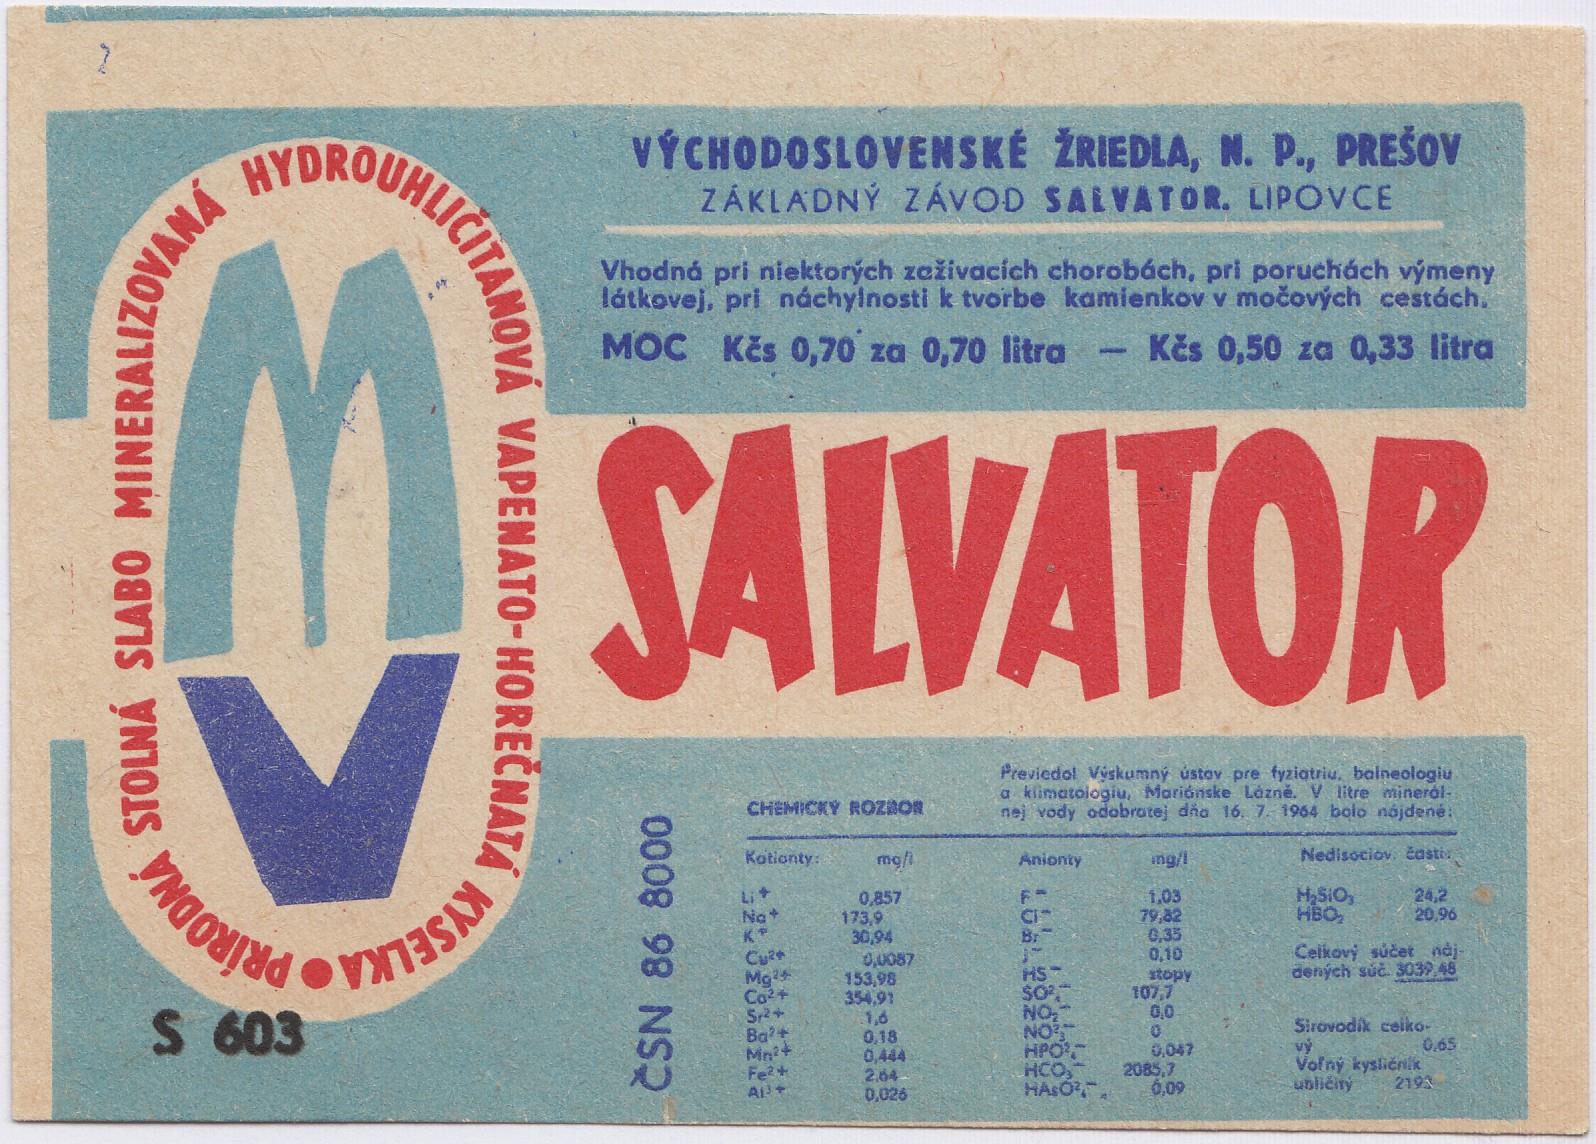 PRÍRODNÁ STOLNÁ SLABO MINERALIZOVANÁ HYDROUHLIČITANOVÁ VAPENATO-HOREČNATÁ KYSELKA
MV
S 603
VÝCHODOSLOVENSKÉ ŽRIEDLA, N. P., PREŠOV
ZÁKLADNÝ ZÁVOD SALVATOR. LIPOVCE
Vhodná pri niektorých zažívacích chorobách, pri poruchách výmeny
látkovej, pri náchylnosti k tvorbe kamienkov v močových cestách.
MOC Kčs 0,70 za 0,70 litra — Kčs 0,50 za 0,33 litra
SALVATOR
ČSN 86 8000
CHEMICKÝ ROZBOR
Previedol Výskumný ústav pre fyziatriu, balneologiu
a klimatologiu, Mariánske Lázně. V litre minerál-
nej vody odobratej dňa 16. 7. 1964 bolo nájdené:
Kationty: mg/l
Li⁺ 0,857
Na⁺ 173,9
K⁺ 30,94
Cu²⁺ 0,0087
Mg²⁺ 153,98
Ca²⁺ 354,91
Sr²⁺ 1,6
Ba²⁺ 0,18
Mn²⁺ 0,444
Fe²⁺ 2,64
Al³⁺ 0,026
Anionty mg/l
F⁻ 1,03
Cl⁻ 79,82
Br⁻ 0,35
J⁻ 0,10
HS⁻ stopy
SO²₄⁻ 107,7
NO₂⁻ 0,0
NO³₃⁻ 0
HPO²₄⁻ 0,047
HCO₃⁻ 2085,7
HAsO²₄⁻ 0,09
Nedisociov. časti:
H₂SiO₃ 24,2
HBO₂ 20,96
Celkový súčet náj-
dených súč. 3039,48
Sirovodík celko-
vý 0,65
Voľný kysličník
uhličitý